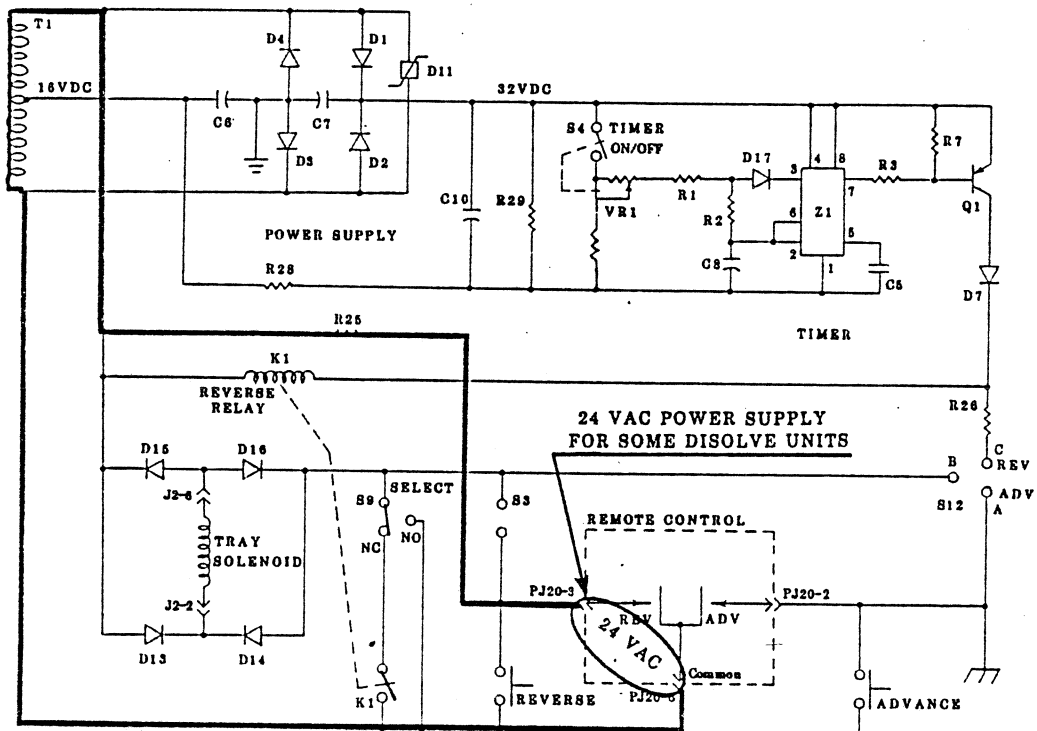 T1
D4
D1
D11
16VDC
32VDC
C6
C7
D3
D2
S4 TIMER
ON/OFF
R7
D17
3
4
8
R3
7
VR1
R1
R2
6
Z1
Q1
C10
R29
POWER SUPPLY
2
5
C8
1
C5
R28
D7
R25
TIMER
K1
REVERSE
RELAY
R26
24 VAC POWER SUPPLY
FOR SOME DISOLVE UNITS
D15
D16
B
C
REV
SELECT
S9
S3
S12
ADV
A
J2-6
NO
REMOTE CONTROL
NC
TRAY
SOLENOID
J2-2
PJ20-3
PJ20-2
REV
ADV
24 VAC
D13
D14
Common
PJ20-6
K1
REVERSE
ADVANCE